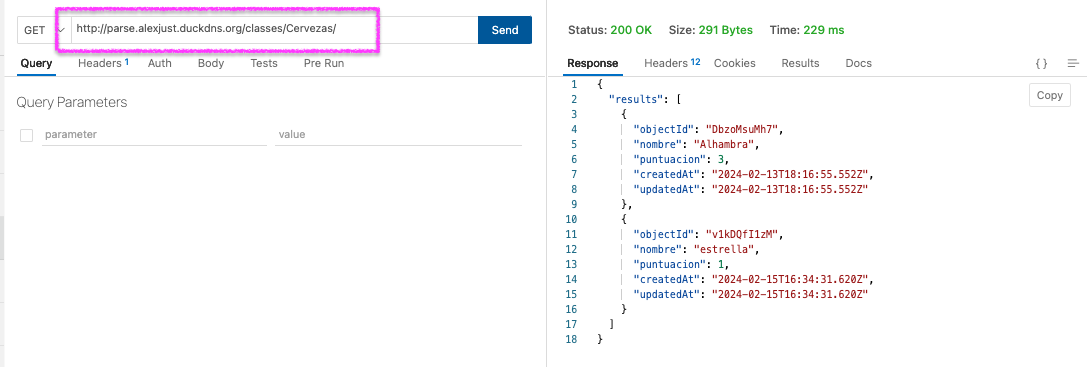 GET http://parse.alexjust.duckdns.org/classes/Cervezas/ Send
Query Headers 1 Auth Body Tests Pre Run
Query Parameters
parameter value
Status: 200 OK Size: 291 Bytes Time: 229 ms
Response Headers 12 Cookies Results Docs { }
Copy
1 {
2 "results": [
3 {
4 "objectId": "DbzoMsuMh7",
5 "nombre": "Alhambra",
6 "puntuacion": 3,
7 "createdAt": "2024-02-13T18:16:55.552Z",
8 "updatedAt": "2024-02-13T18:16:55.552Z"
9 },
10 {
11 "objectId": "v1kDQfI1zM",
12 "nombre": "estrella",
13 "puntuacion": 1,
14 "createdAt": "2024-02-15T16:34:31.620Z",
15 "updatedAt": "2024-02-15T16:34:31.620Z"
16 }
17 ]
18 }